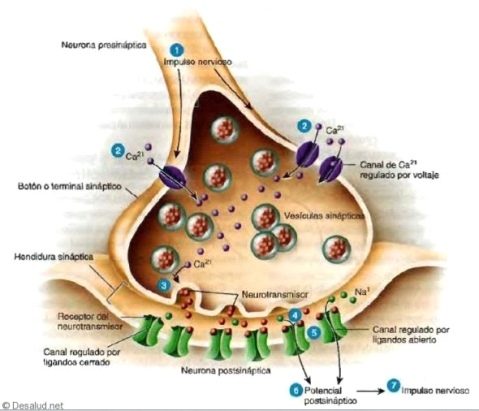 Neurona presináptica
1
Impulso nervioso
2
Ca2+
2
Ca2+
Canal de Ca2+
regulado por voltaje
Botón o terminal sináptico
Vesículas sinápticas
Hendidura sináptica
Ca2+
3
Neurotransmisor
Na+
Receptor del
neurotransmisor
4
5
Canal regulado por
ligandos abierto
Canal regulado por
ligandos cerrado
Neurona postsináptica
6 Potencial
postsináptico
7 Impulso nervioso
© Desalud.net